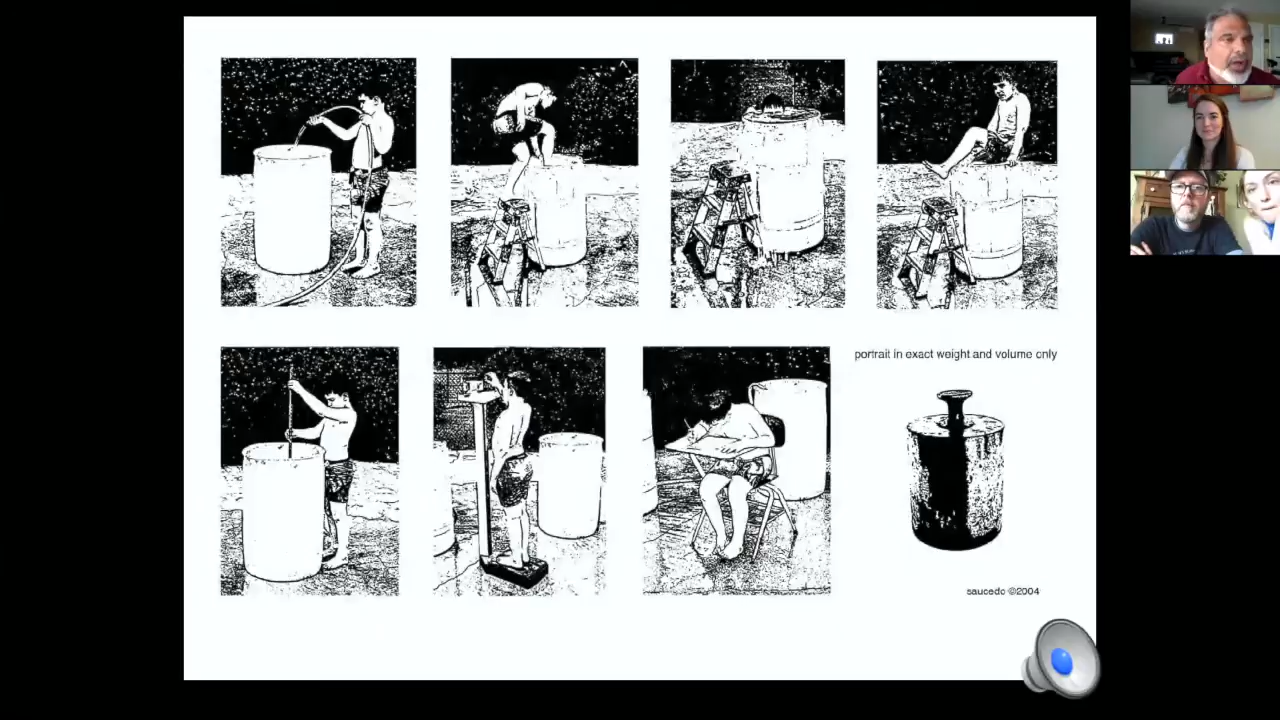 portrait in exact weight and volume only
saucedo ©2004